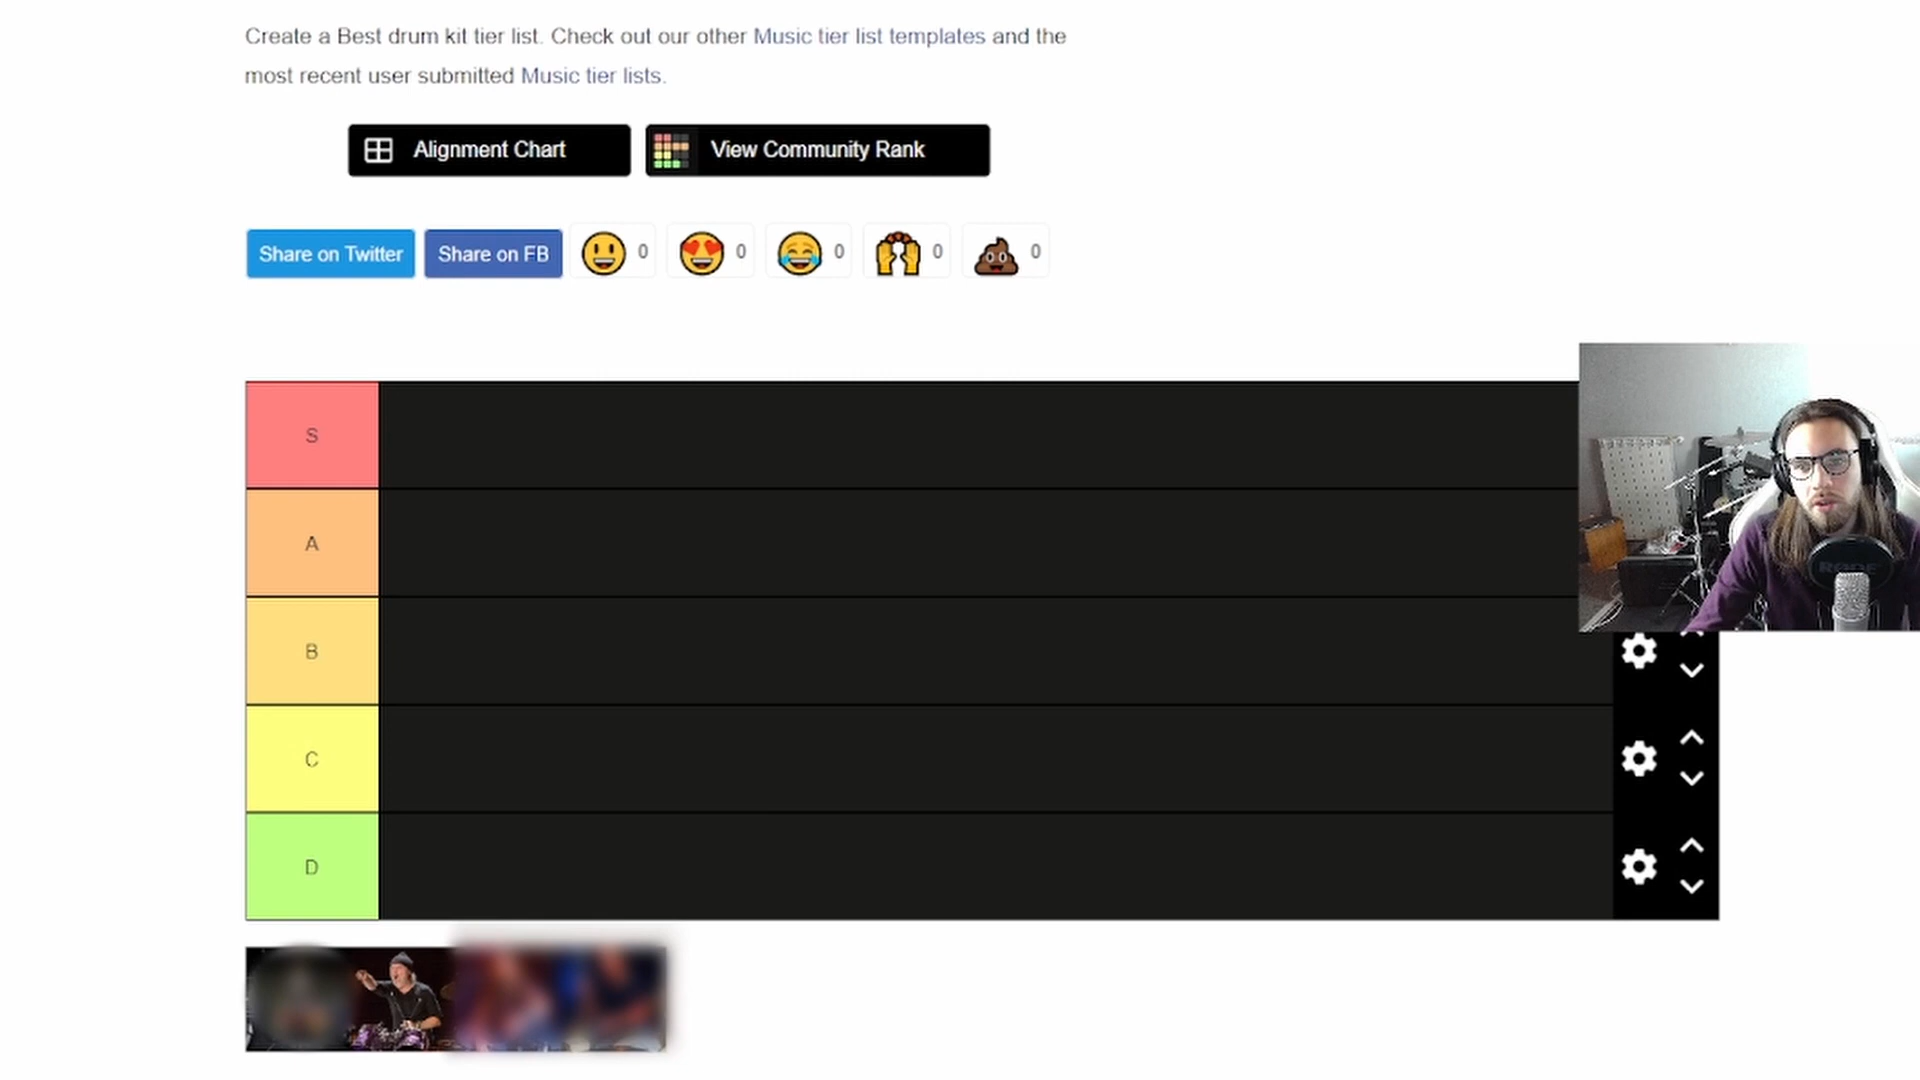 Create a Best drum kit tier list. Check out our other Music tier list templates and the
most recent user submitted Music tier lists.
Alignment Chart
View Community Rank
Share on Twitter
Share on FB
0
0
0
0
0
S
A
B
C
D
RODE